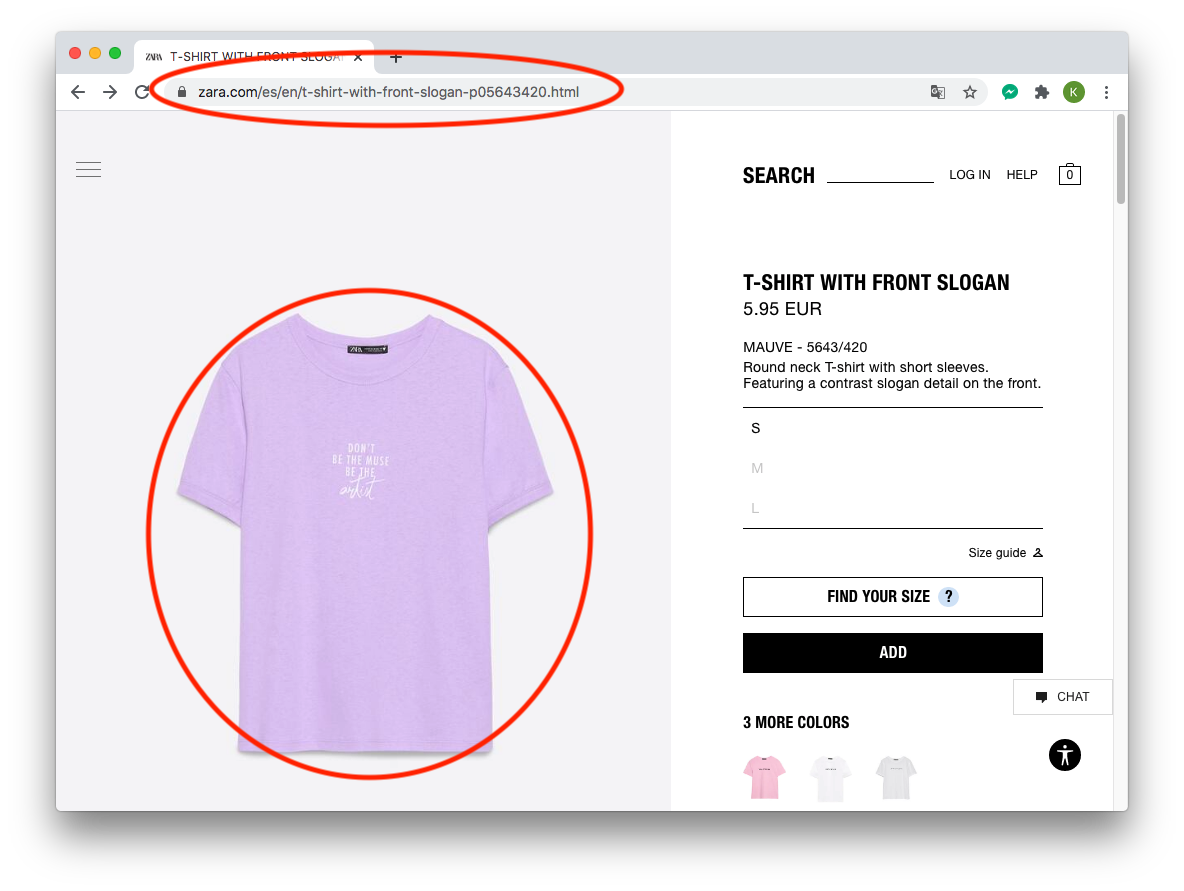 ZARA T-SHIRT WITH FRONT SLOGA
zara.com/es/en/t-shirt-with-front-slogan-p05643420.html
K
SEARCH
LOG IN
HELP
0
ZARA
DON'T
BE THE MUSE
BE THE
artist
T-SHIRT WITH FRONT SLOGAN
5.95 EUR
MAUVE - 5643/420
Round neck T-shirt with short sleeves.
Featuring a contrast slogan detail on the front.
S
M
L
Size guide
FIND YOUR SIZE ?
ADD
CHAT
3 MORE COLORS